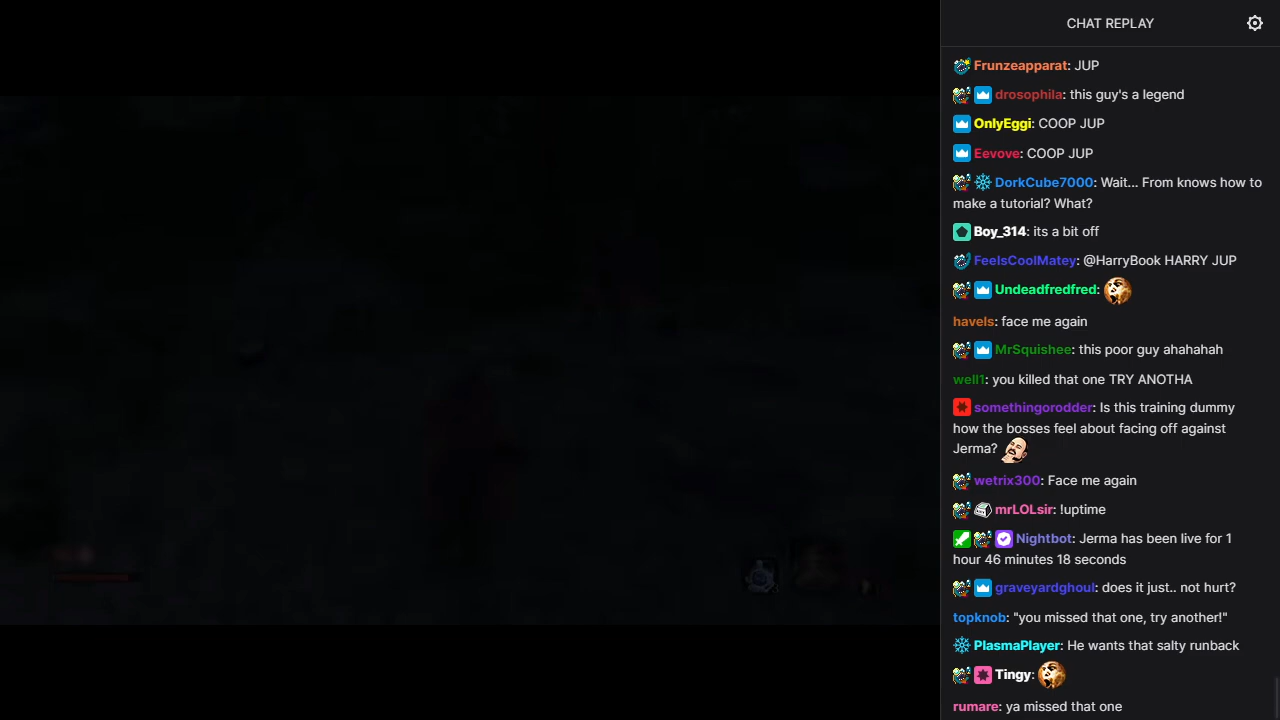 CHAT REPLAY
Frunzeapparat: JUP
drosophila: this guy's a legend
OnlyEggi: COOP JUP
Eevove: COOP JUP
DorkCube7000: Wait... From knows how to
make a tutorial? What?
Boy_314: its a bit off
FeelsCoolMatey: @HarryBook HARRY JUP
Undeadfredfred:
havels: face me again
MrSquishee: this poor guy ahahahah
well1: you killed that one TRY ANOTHA
somethingorodder: Is this training dummy
how the bosses feel about facing off against
Jerma?
wetrix300: Face me again
mrLOLsir: !uptime
Nightbot: Jerma has been live for 1
hour 46 minutes 18 seconds
graveyardghoul: does it just.. not hurt?
topknob: "you missed that one, try another!"
PlasmaPlayer: He wants that salty runback
Tingy:
rumare: ya missed that one